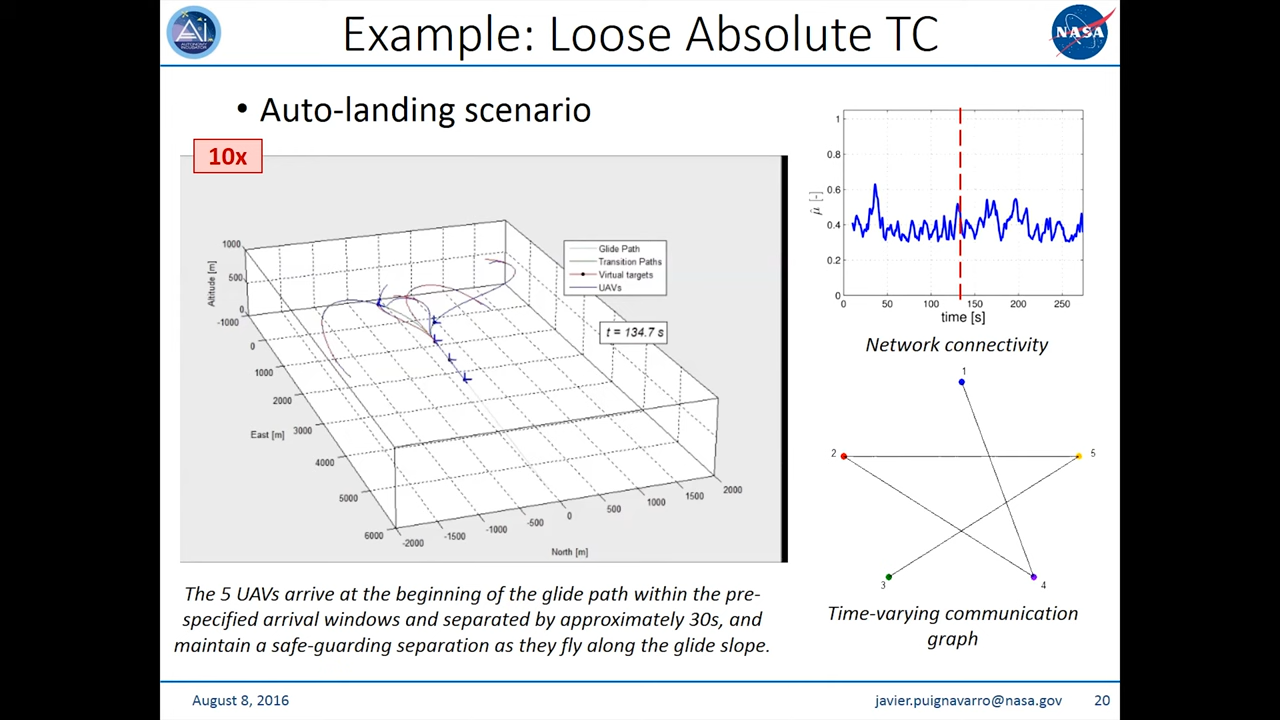 Example: Loose Absolute TC
Ai
AUTONOMY INCUBATOR
NASA
• Auto-landing scenario
10x
Glide Path
Transition Paths
Virtual targets
UAVs
t = 134.7 s
Altitude [m]
1000
500
0
-1000
0
1000
2000
3000
4000
5000
6000
East [m]
-2000
-1500
-1000
-500
0
500
1000
1500
2000
North [m]
The 5 UAVs arrive at the beginning of the glide path within the pre-
specified arrival windows and separated by approximately 30s, and
maintain a safe-guarding separation as they fly along the glide slope.
1
0.8
0.6
0.4
0.2
0
μ̂ [-]
0 50 100 150 200 250
time [s]
Network connectivity
1
2
5
3
4
Time-varying communication
graph
August 8, 2016
javier.puignavarro@nasa.gov
20